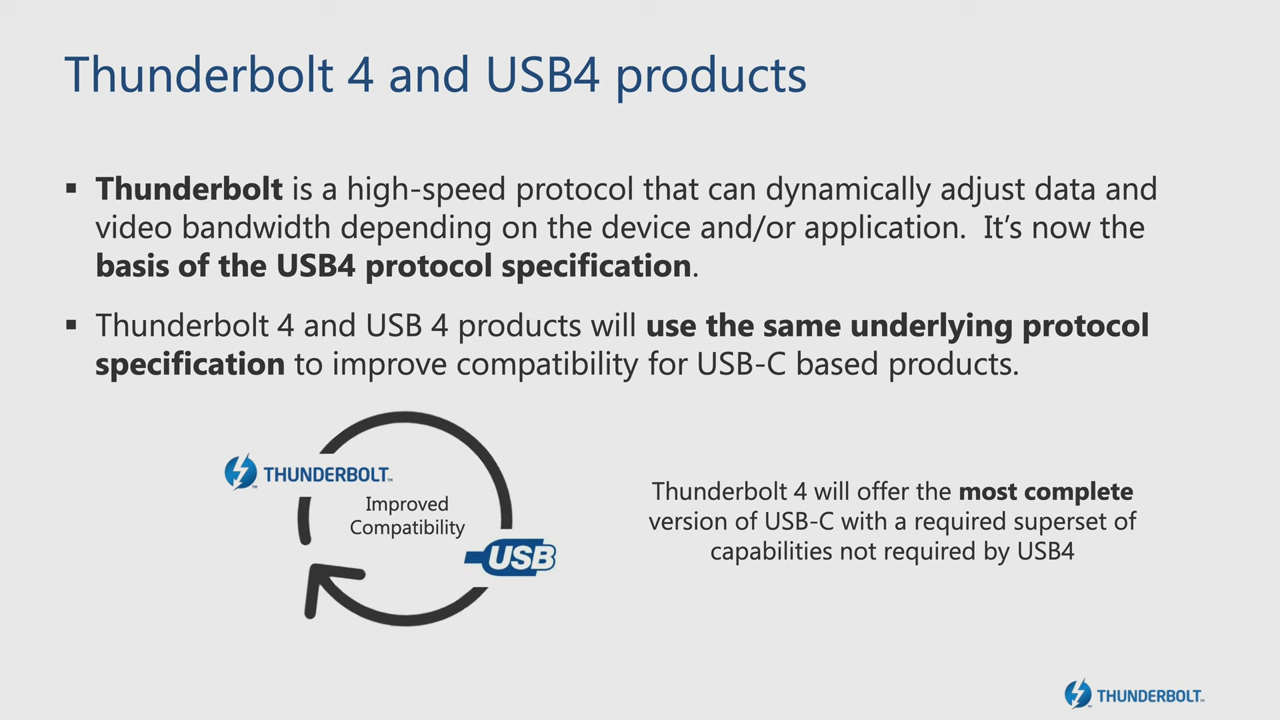 Thunderbolt 4 and USB4 products
▪ Thunderbolt is a high-speed protocol that can dynamically adjust data and
video bandwidth depending on the device and/or application.  It’s now the
basis of the USB4 protocol specification.
▪ Thunderbolt 4 and USB 4 products will use the same underlying protocol
specification to improve compatibility for USB-C based products.
THUNDERBOLT™
Improved
Compatibility
USB
Thunderbolt 4 will offer the most complete
version of USB-C with a required superset of
capabilities not required by USB4
THUNDERBOLT™